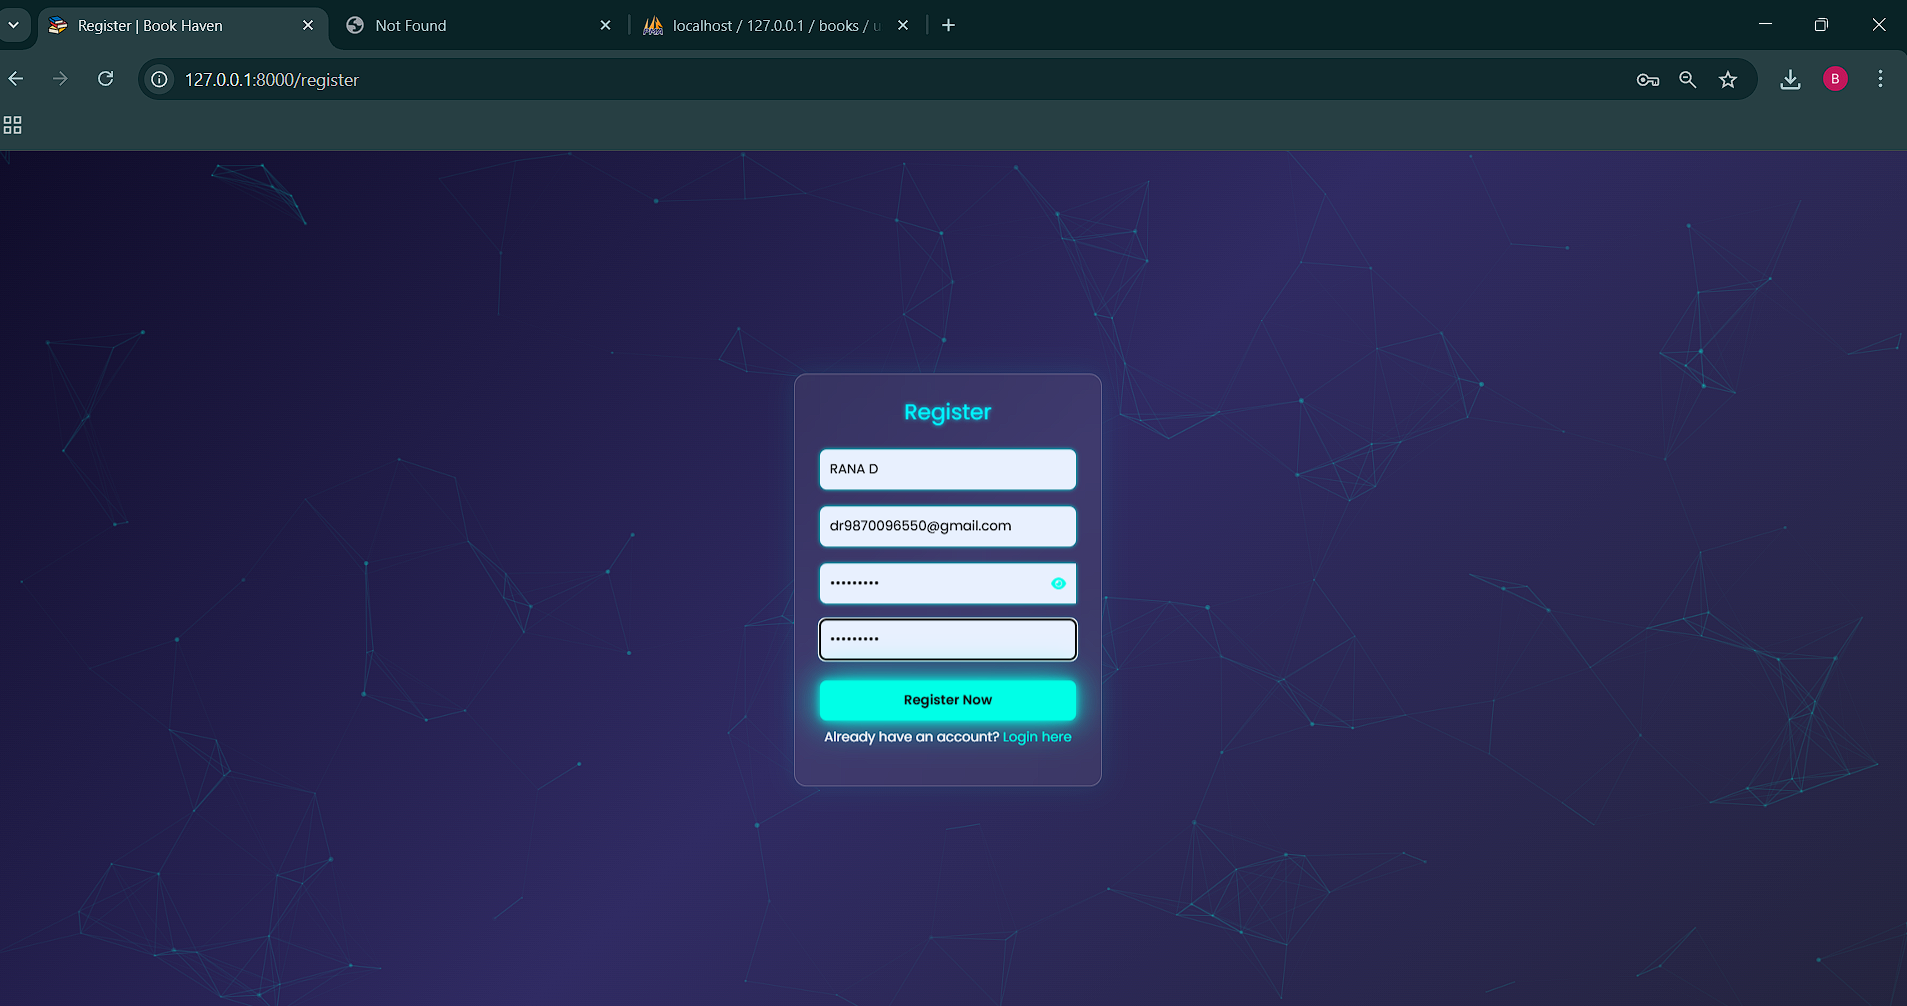 Register | Book Haven
Not Found
localhost / 127.0.0.1 / books / u
127.0.0.1:8000/register
B
Register
RANA D
dr9870096550@gmail.com
•••••••••
•••••••••
Register Now
Already have an account? Login here